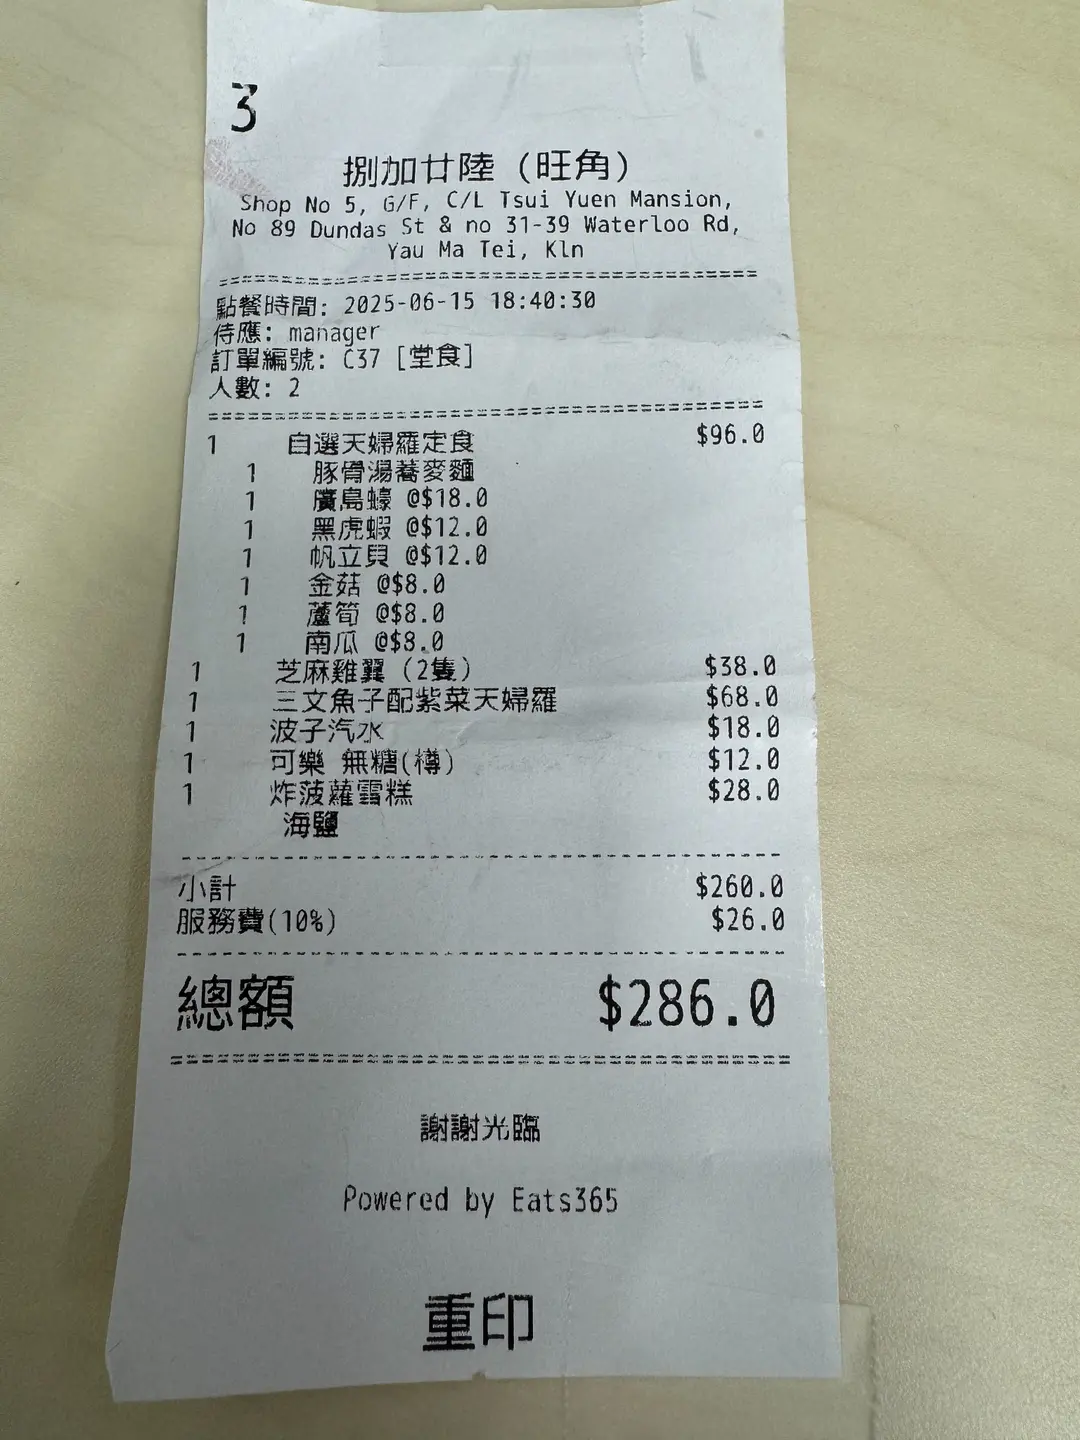 3
捌加廿陸 (旺角)
Shop No 5, G/F, C/L Tsui Yuen Mansion,
No 89 Dundas St & no 31-39 Waterloo Rd,
Yau Ma Tei, Kln
點餐時間: 2025-06-15 18:40:30
侍應: manager
訂單編號: C37 [堂食]
人數: 2
1 自選天婦羅定食 $96.0
1 豚骨湯蕎麥麵
1 廣島蠔 @$18.0
1 黑虎蝦 @$12.0
1 帆立貝 @$12.0
1 金菇 @$8.0
1 蘆筍 @$8.0
1 南瓜 @$8.0
1 芝麻雞翼 (2隻) $38.0
1 三文魚子配紫菜天婦羅 $68.0
1 波子汽水 $18.0
1 可樂 無糖(樽) $12.0
1 炸菠蘿雪糕 $28.0
海鹽
小計 $260.0
服務費(10%) $26.0
總額 $286.0
謝謝光臨
Powered by Eats365
重印